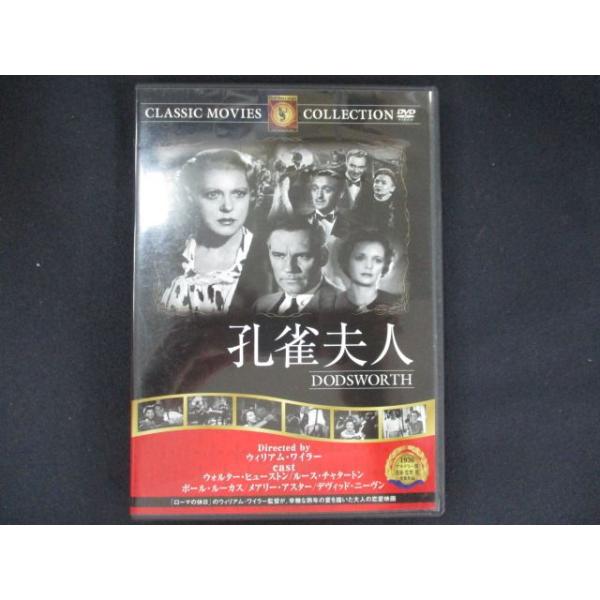 CLASSIC MOVIES COLLECTION DVD
孔雀夫人
DODSWORTH
Directed by
ウィリアム・ワイラー
cast
ウォルター・ヒューストン/ルース・チャタートン
ポール・ルーカス メアリー・アスター/デヴィッド・ニーヴン
1936
「ローマの休日」のウィリアム・ワイラー監督が、辛辣な熟年の愛を描いた大人の恋愛映画